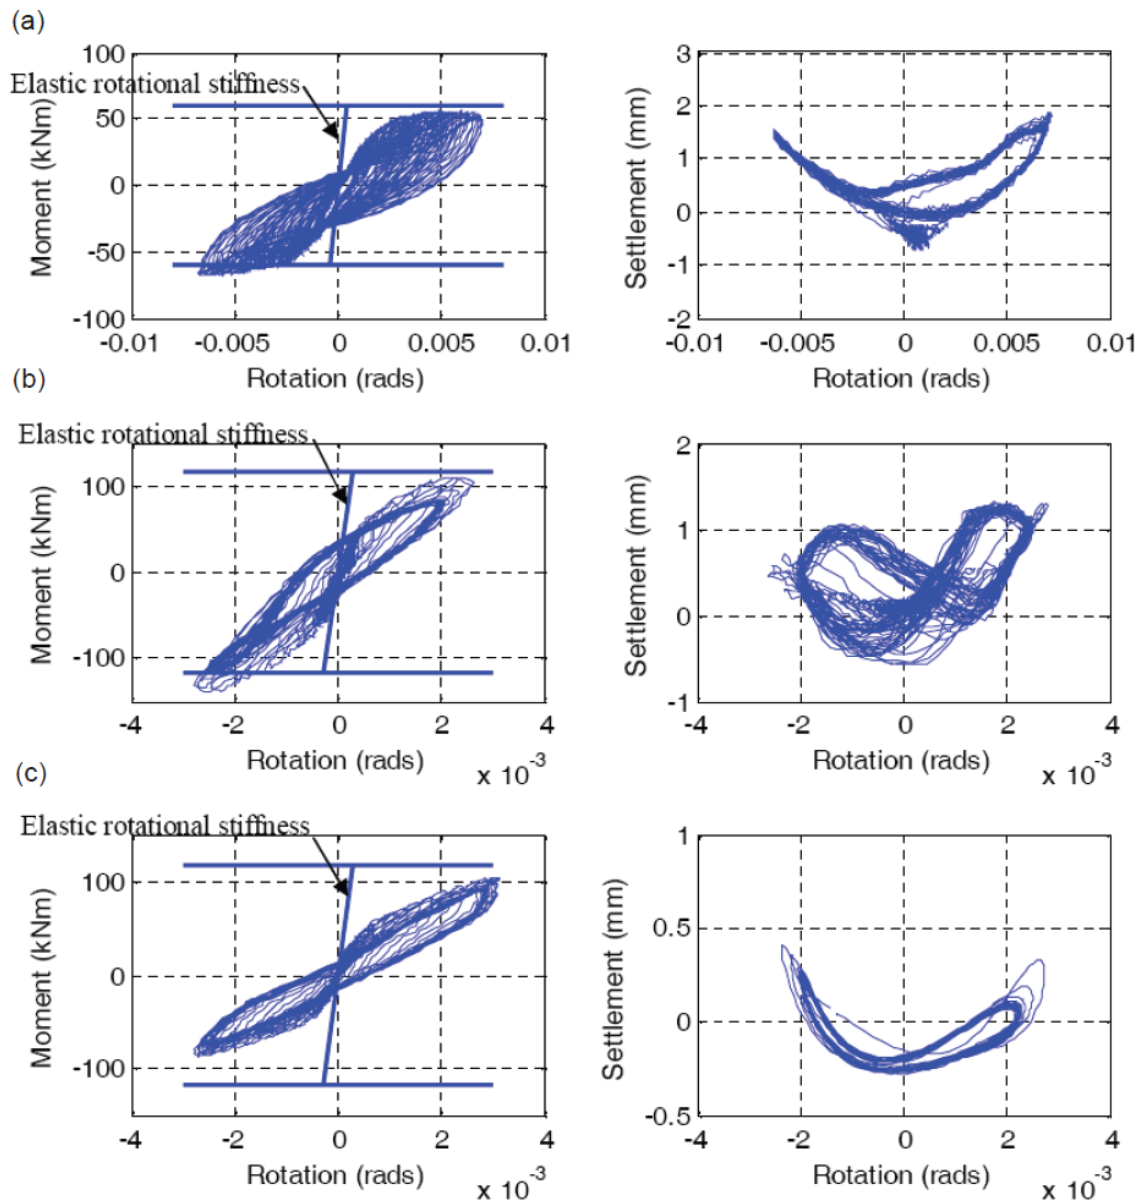 (a)
Elastic rotational stiffness
Moment (kNm)
100
50
0
-50
-100
-0.01 -0.005 0 0.005 0.01
Rotation (rads)
Settlement (mm)
3
2
1
0
-1
-2
-0.01 -0.005 0 0.005 0.01
Rotation (rads)
(b)
Elastic rotational stiffness
Moment (kNm)
100
0
-100
-4 -2 0 2 4
Rotation (rads)
x 10-3
Settlement (mm)
2
1
0
-1
-4 -2 0 2 4
Rotation (rads)
x 10-3
(c)
Elastic rotational stiffness
Moment (kNm)
100
0
-100
-4 -2 0 2 4
Rotation (rads)
x 10-3
Settlement (mm)
1
0.5
0
-0.5
-4 -2 0 2 4
Rotation (rads)
x 10-3